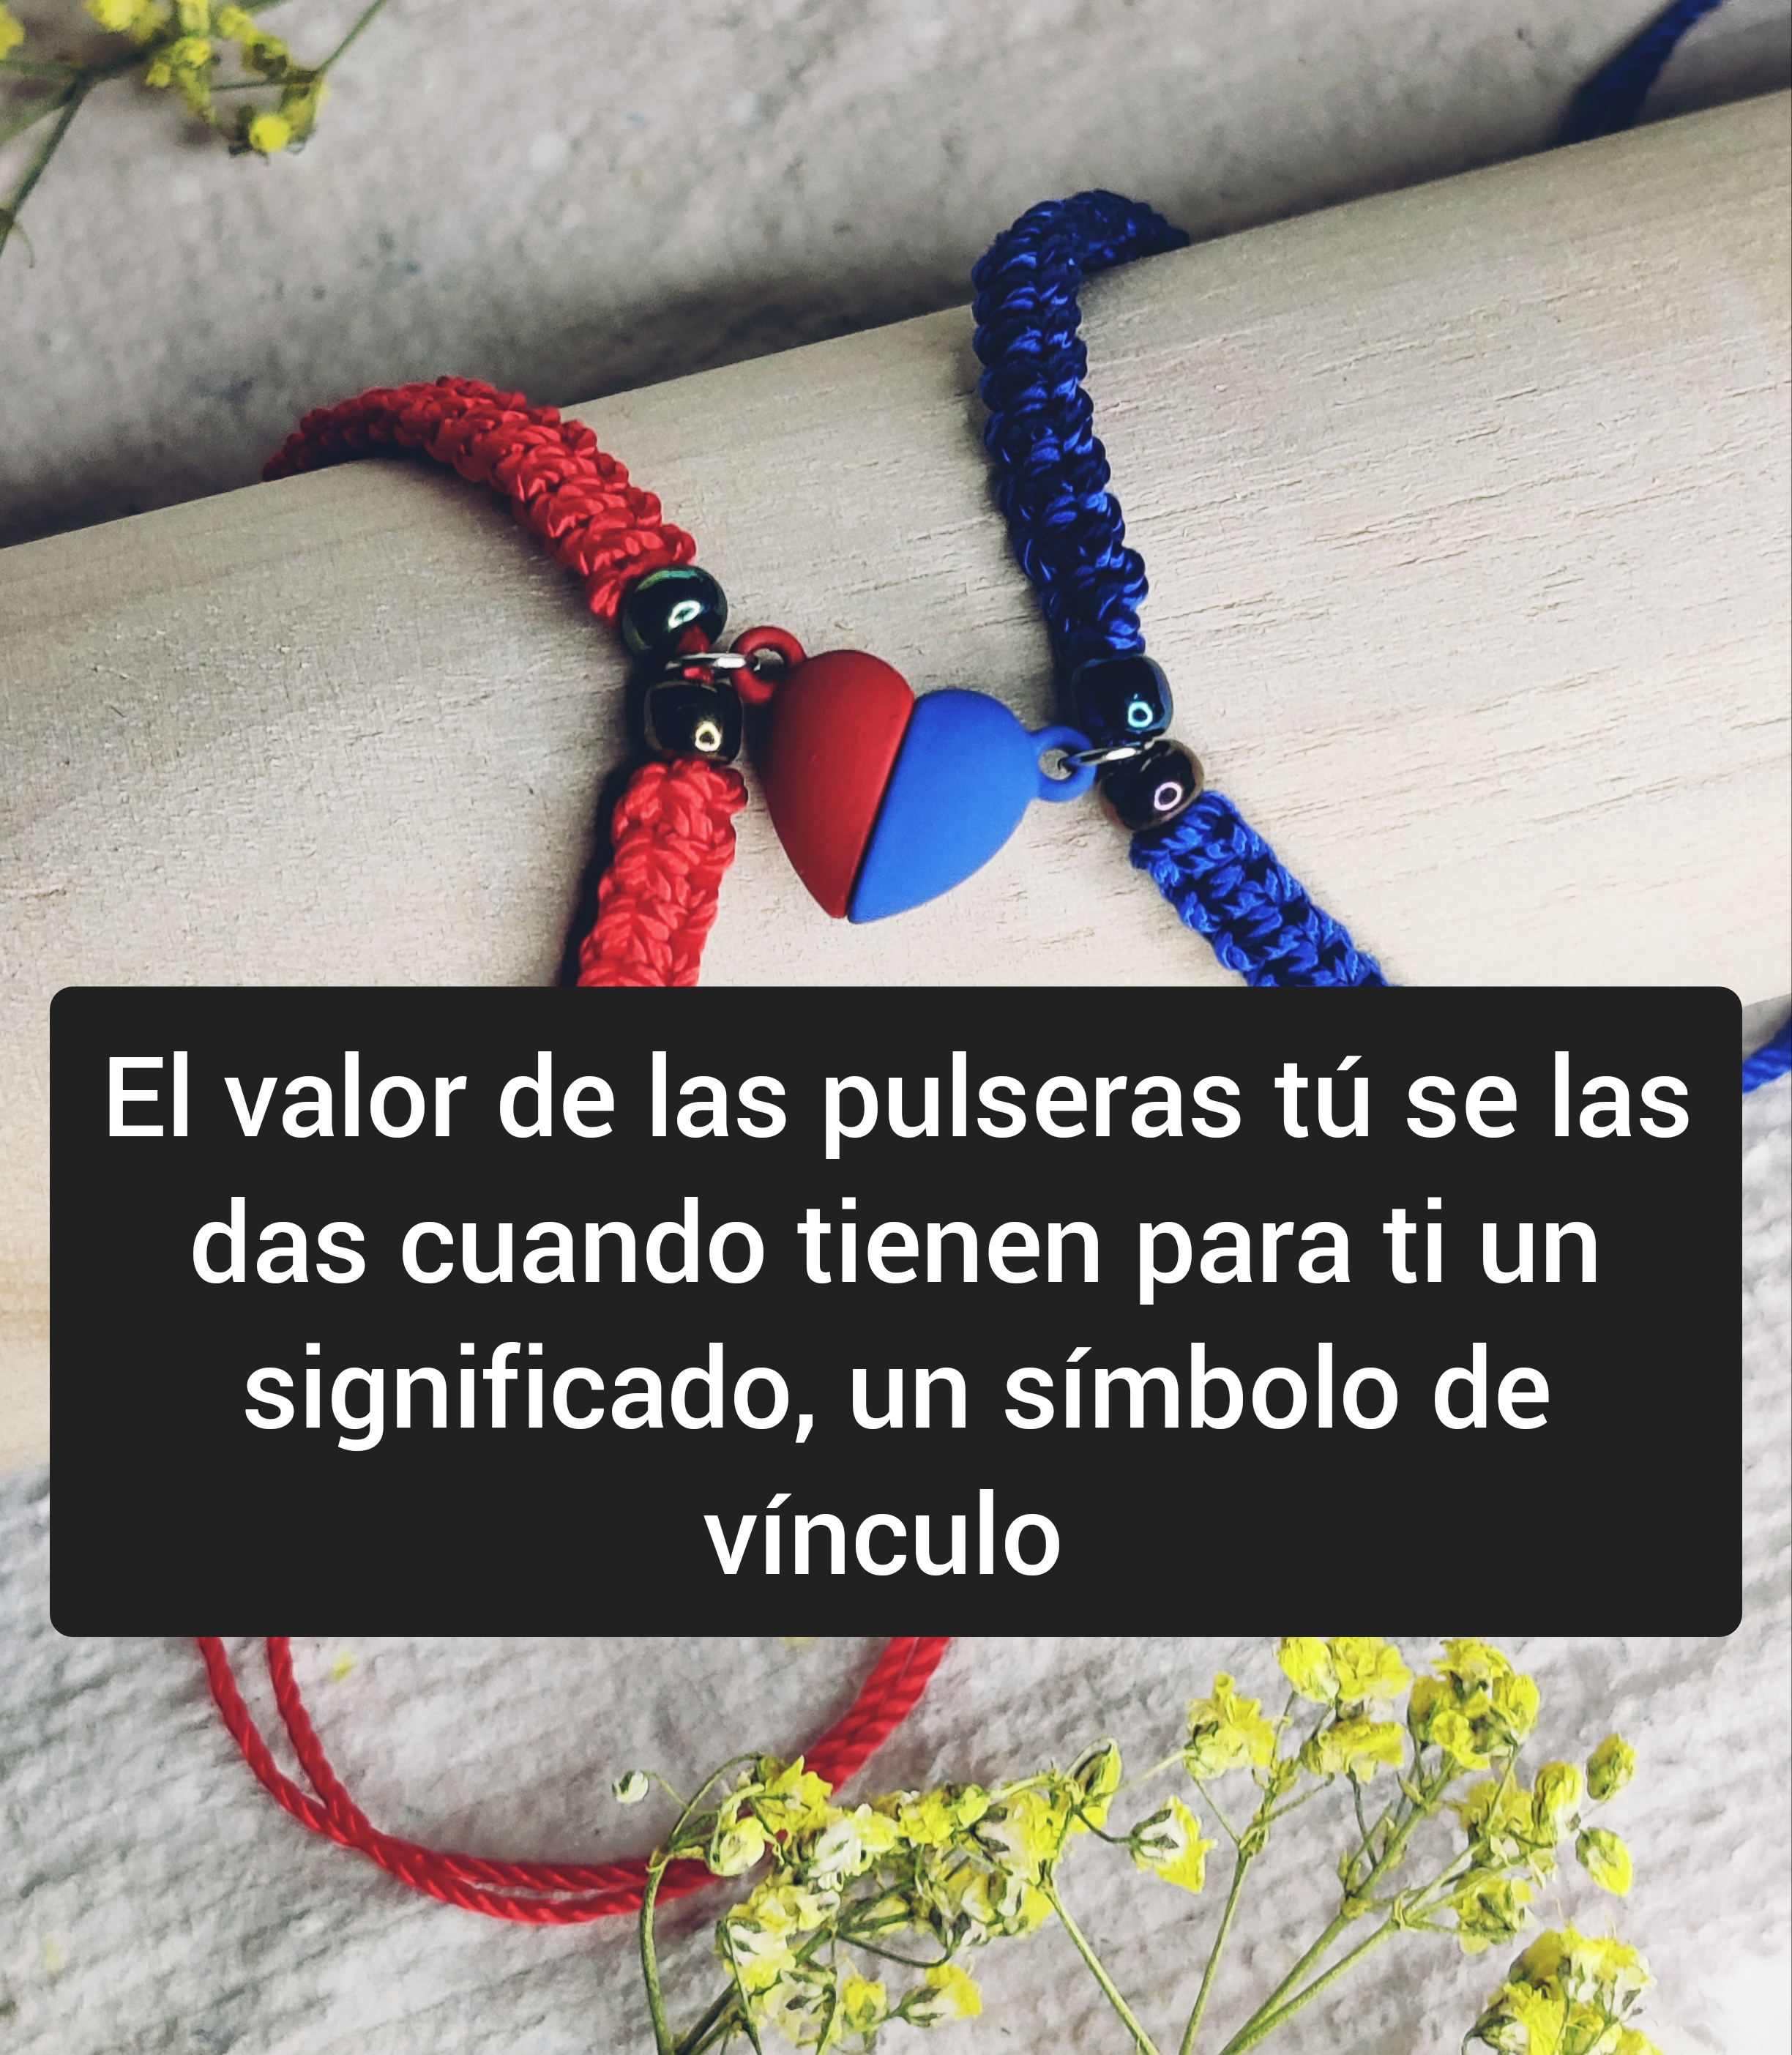 El valor de las pulseras tú se las
das cuando tienen para ti un
significado, un símbolo de
vínculo